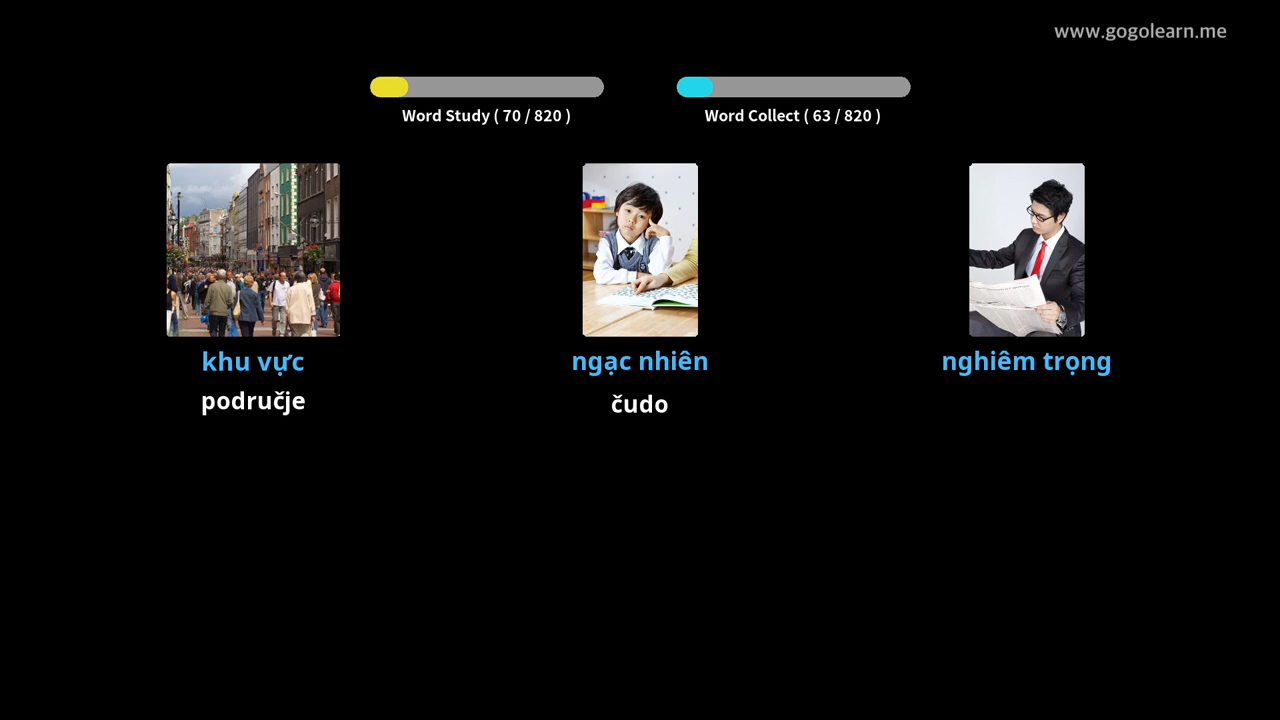 www.gogolearn.me
Word Study ( 70 / 820 )
Word Collect ( 63 / 820 )
khu vực
ngạc nhiên
nghiêm trọng
područje
čudo